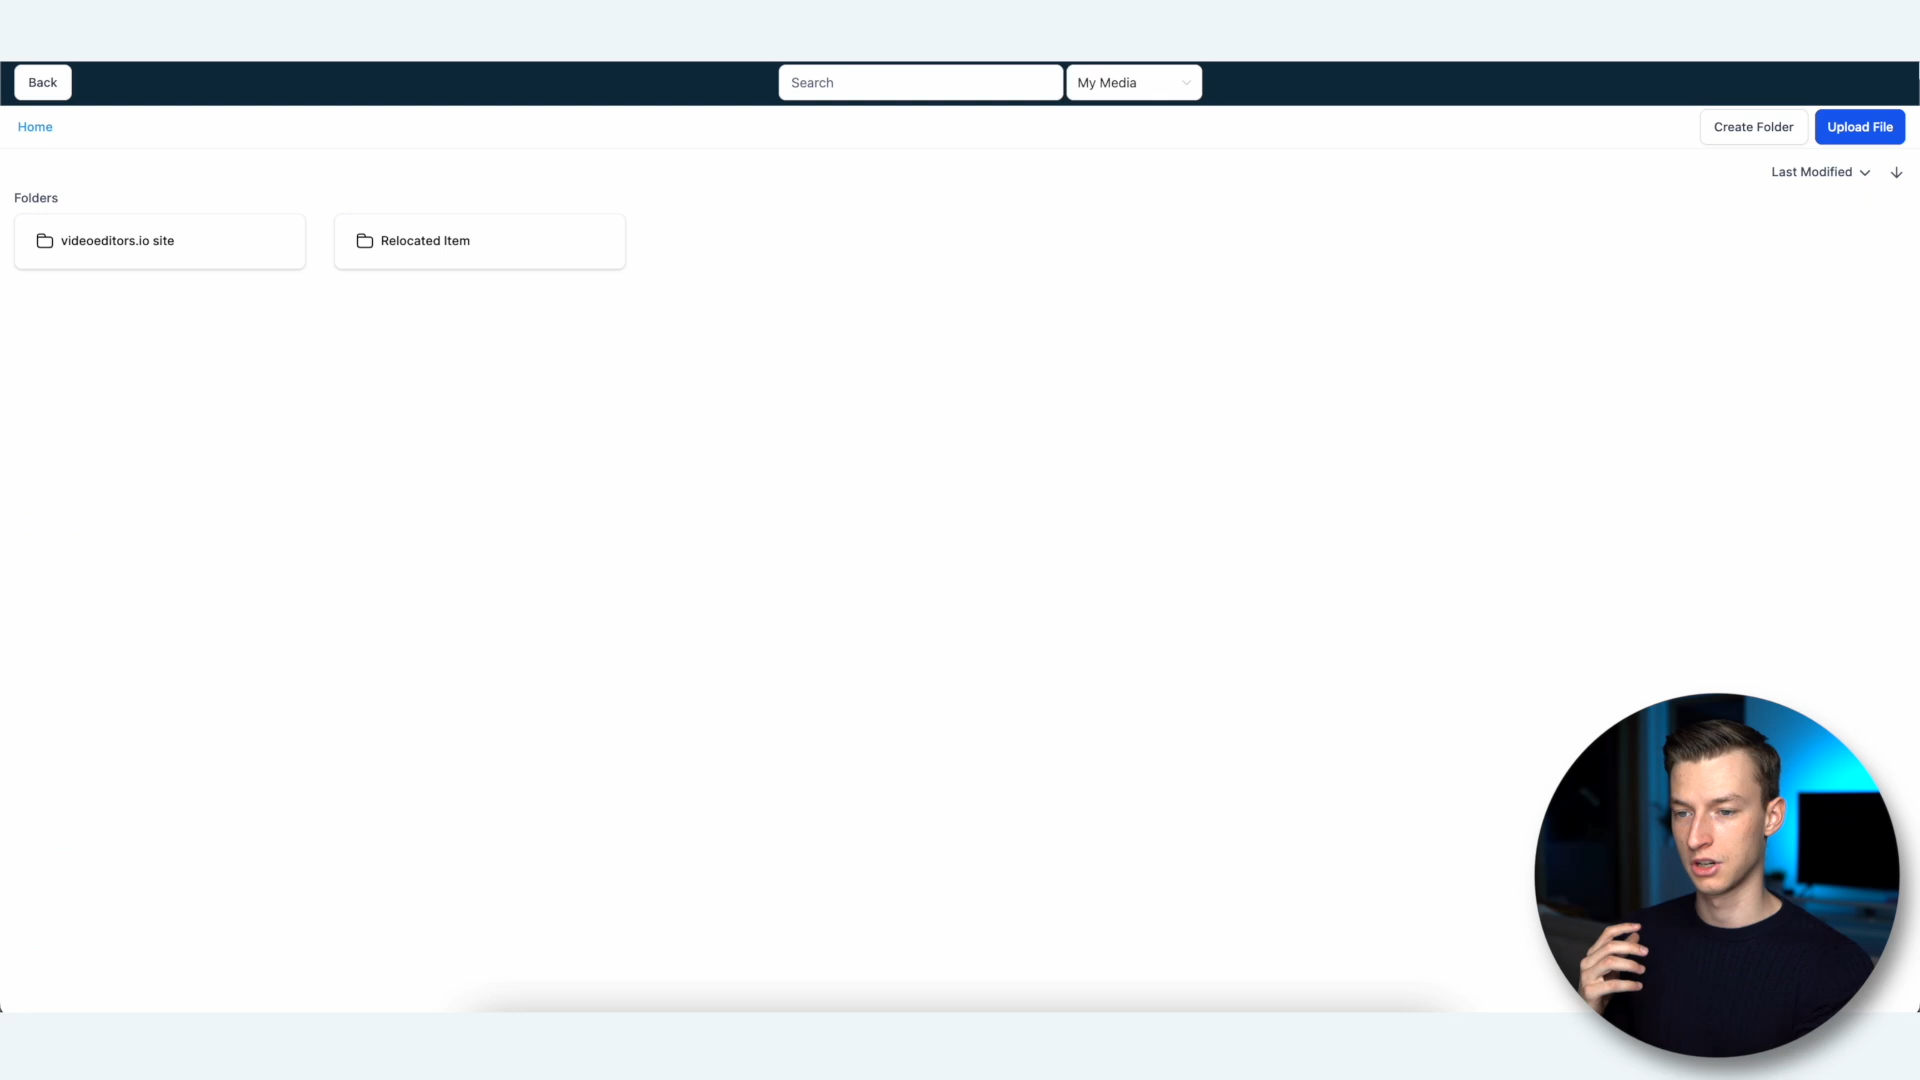 Back
Search
My Media
Home
Create Folder
Upload File
Last Modified
Folders
videoeditors.io site
Relocated Item